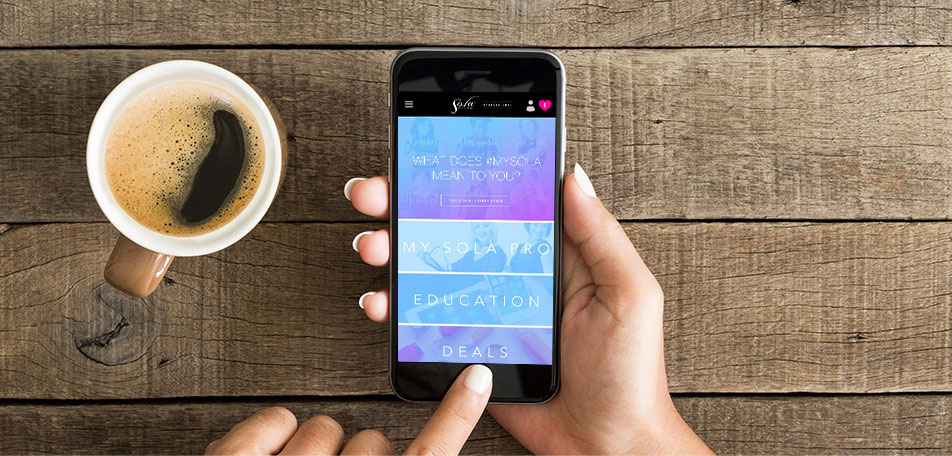 Sola
WHAT DOES #MYSOLA
MEAN TO YOU?
MY SOLA PRO
EDUCATION
DEALS